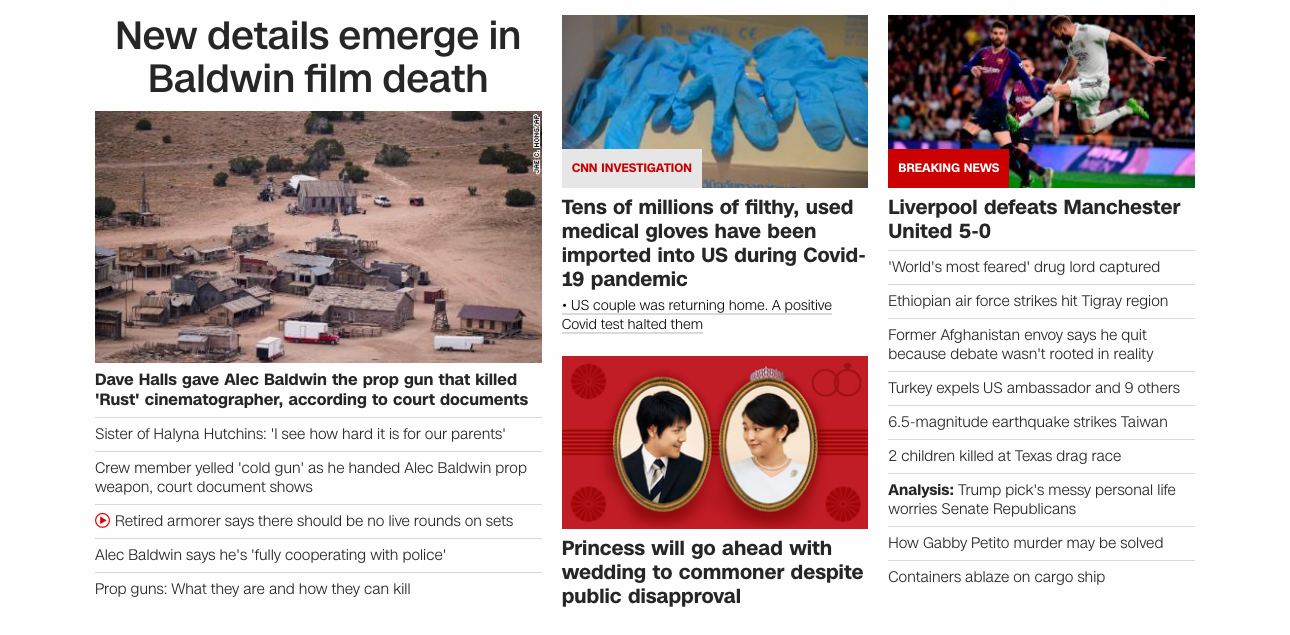 New details emerge in
Baldwin film death
JAE C. HONG/AP
Dave Halls gave Alec Baldwin the prop gun that killed
'Rust' cinematographer, according to court documents
Sister of Halyna Hutchins: 'I see how hard it is for our parents'
Crew member yelled 'cold gun' as he handed Alec Baldwin prop
weapon, court document shows
Retired armorer says there should be no live rounds on sets
Alec Baldwin says he's 'fully cooperating with police'
Prop guns: What they are and how they can kill
CNN INVESTIGATION
Tens of millions of filthy, used
medical gloves have been
imported into US during Covid-
19 pandemic
• US couple was returning home. A positive
Covid test halted them
Princess will go ahead with
wedding to commoner despite
public disapproval
BREAKING NEWS
Liverpool defeats Manchester
United 5-0
'World's most feared' drug lord captured
Ethiopian air force strikes hit Tigray region
Former Afghanistan envoy says he quit
because debate wasn't rooted in reality
Turkey expels US ambassador and 9 others
6.5-magnitude earthquake strikes Taiwan
2 children killed at Texas drag race
Analysis: Trump pick's messy personal life
worries Senate Republicans
How Gabby Petito murder may be solved
Containers ablaze on cargo ship